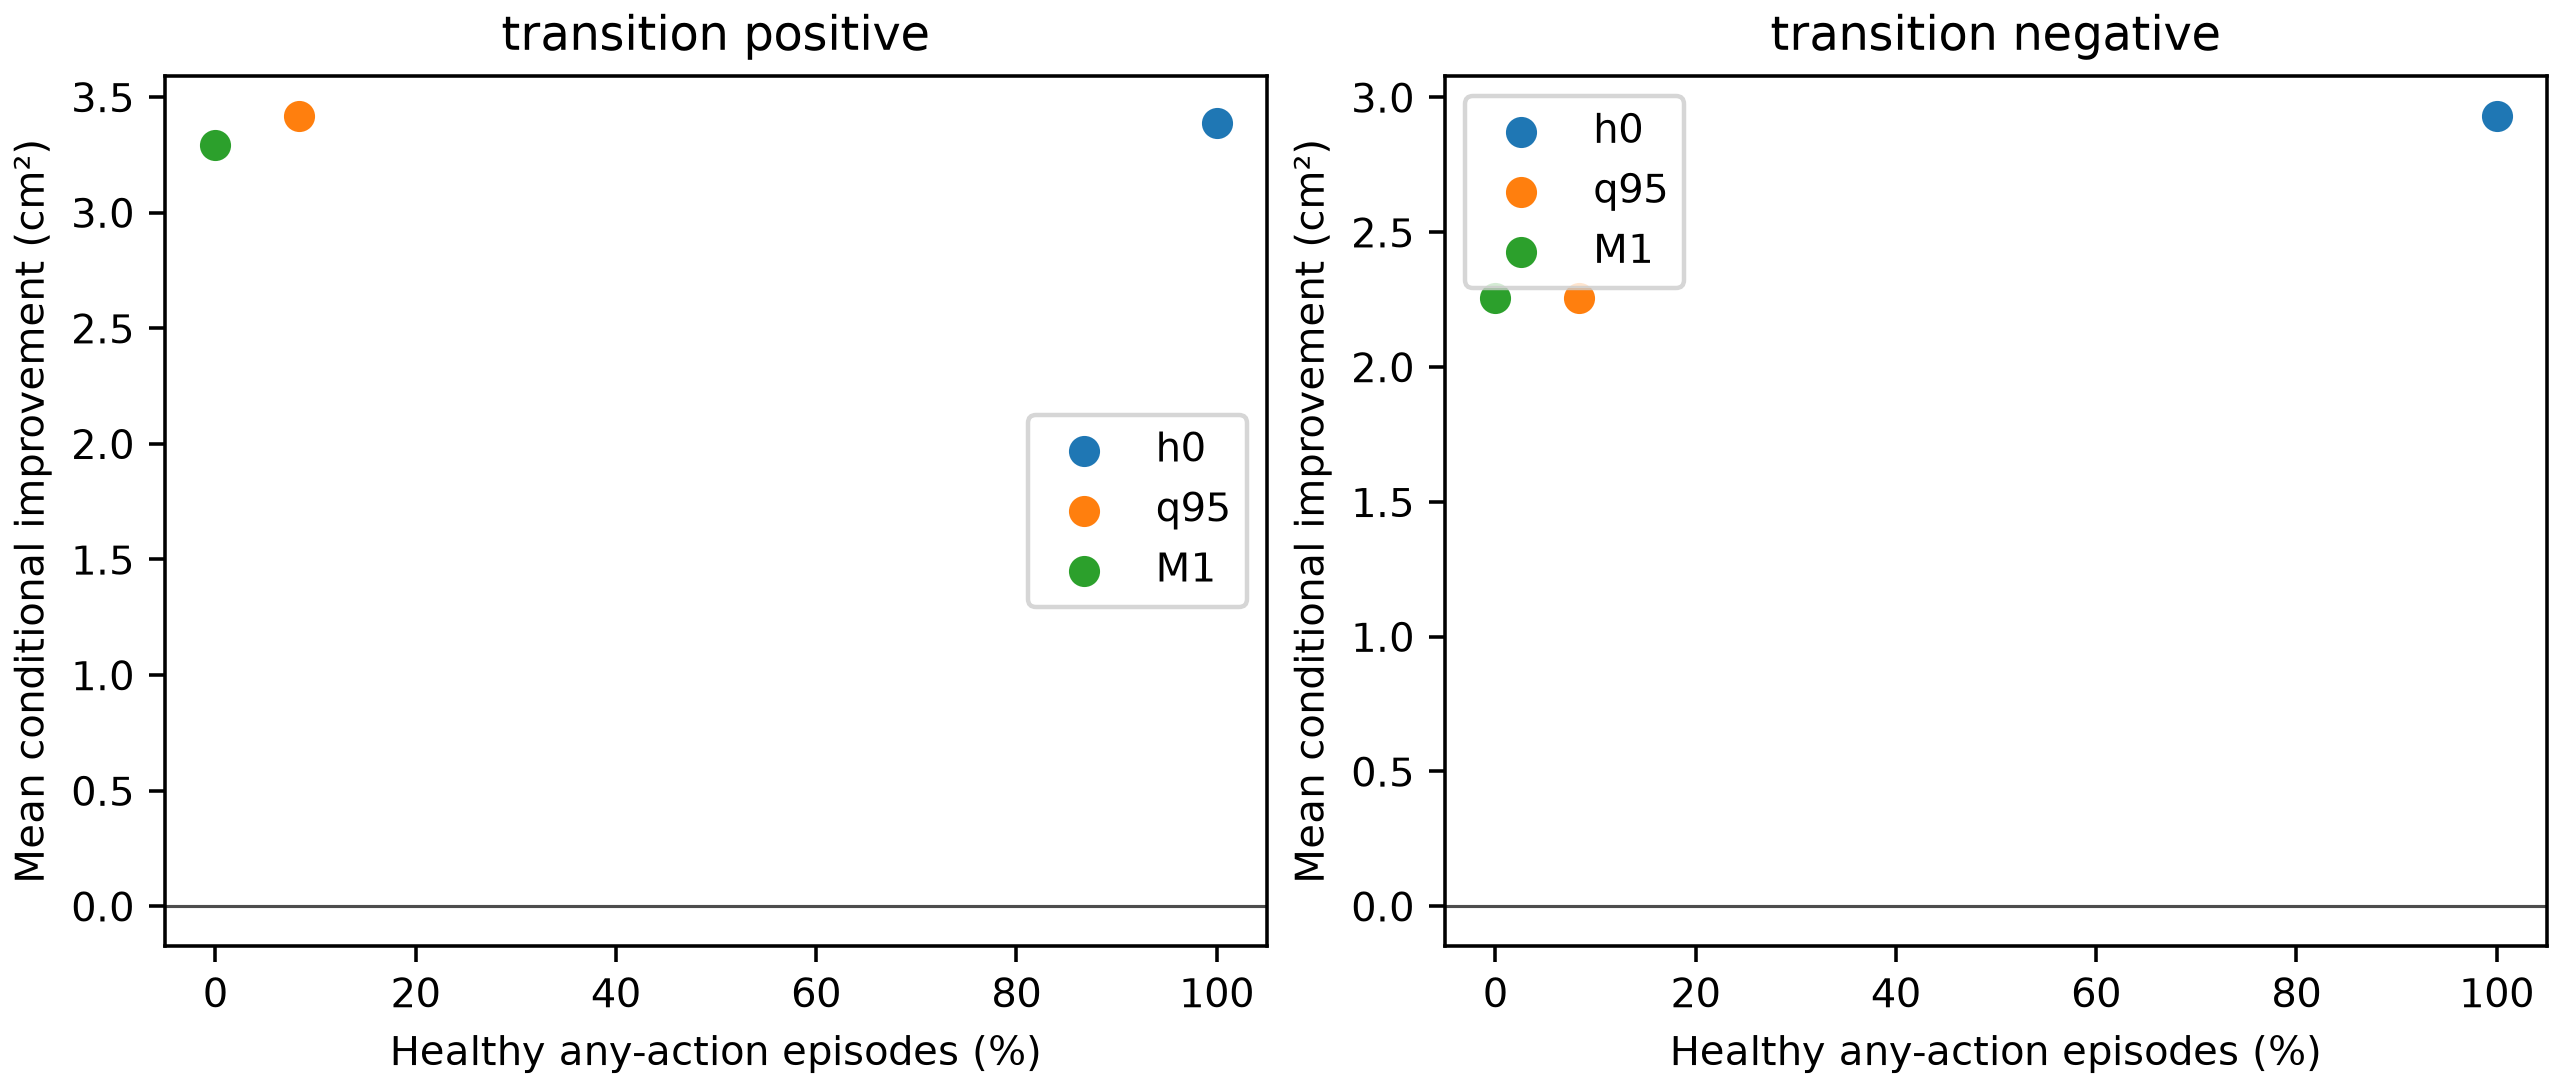 transition positive
Mean conditional improvement (cm²)
3.5
3.0
2.5
2.0
1.5
1.0
0.5
0.0
h0
q95
M1
0 20 40 60 80 100
Healthy any-action episodes (%)
transition negative
Mean conditional improvement (cm²)
3.0
2.5
2.0
1.5
1.0
0.5
0.0
h0
q95
M1
0 20 40 60 80 100
Healthy any-action episodes (%)